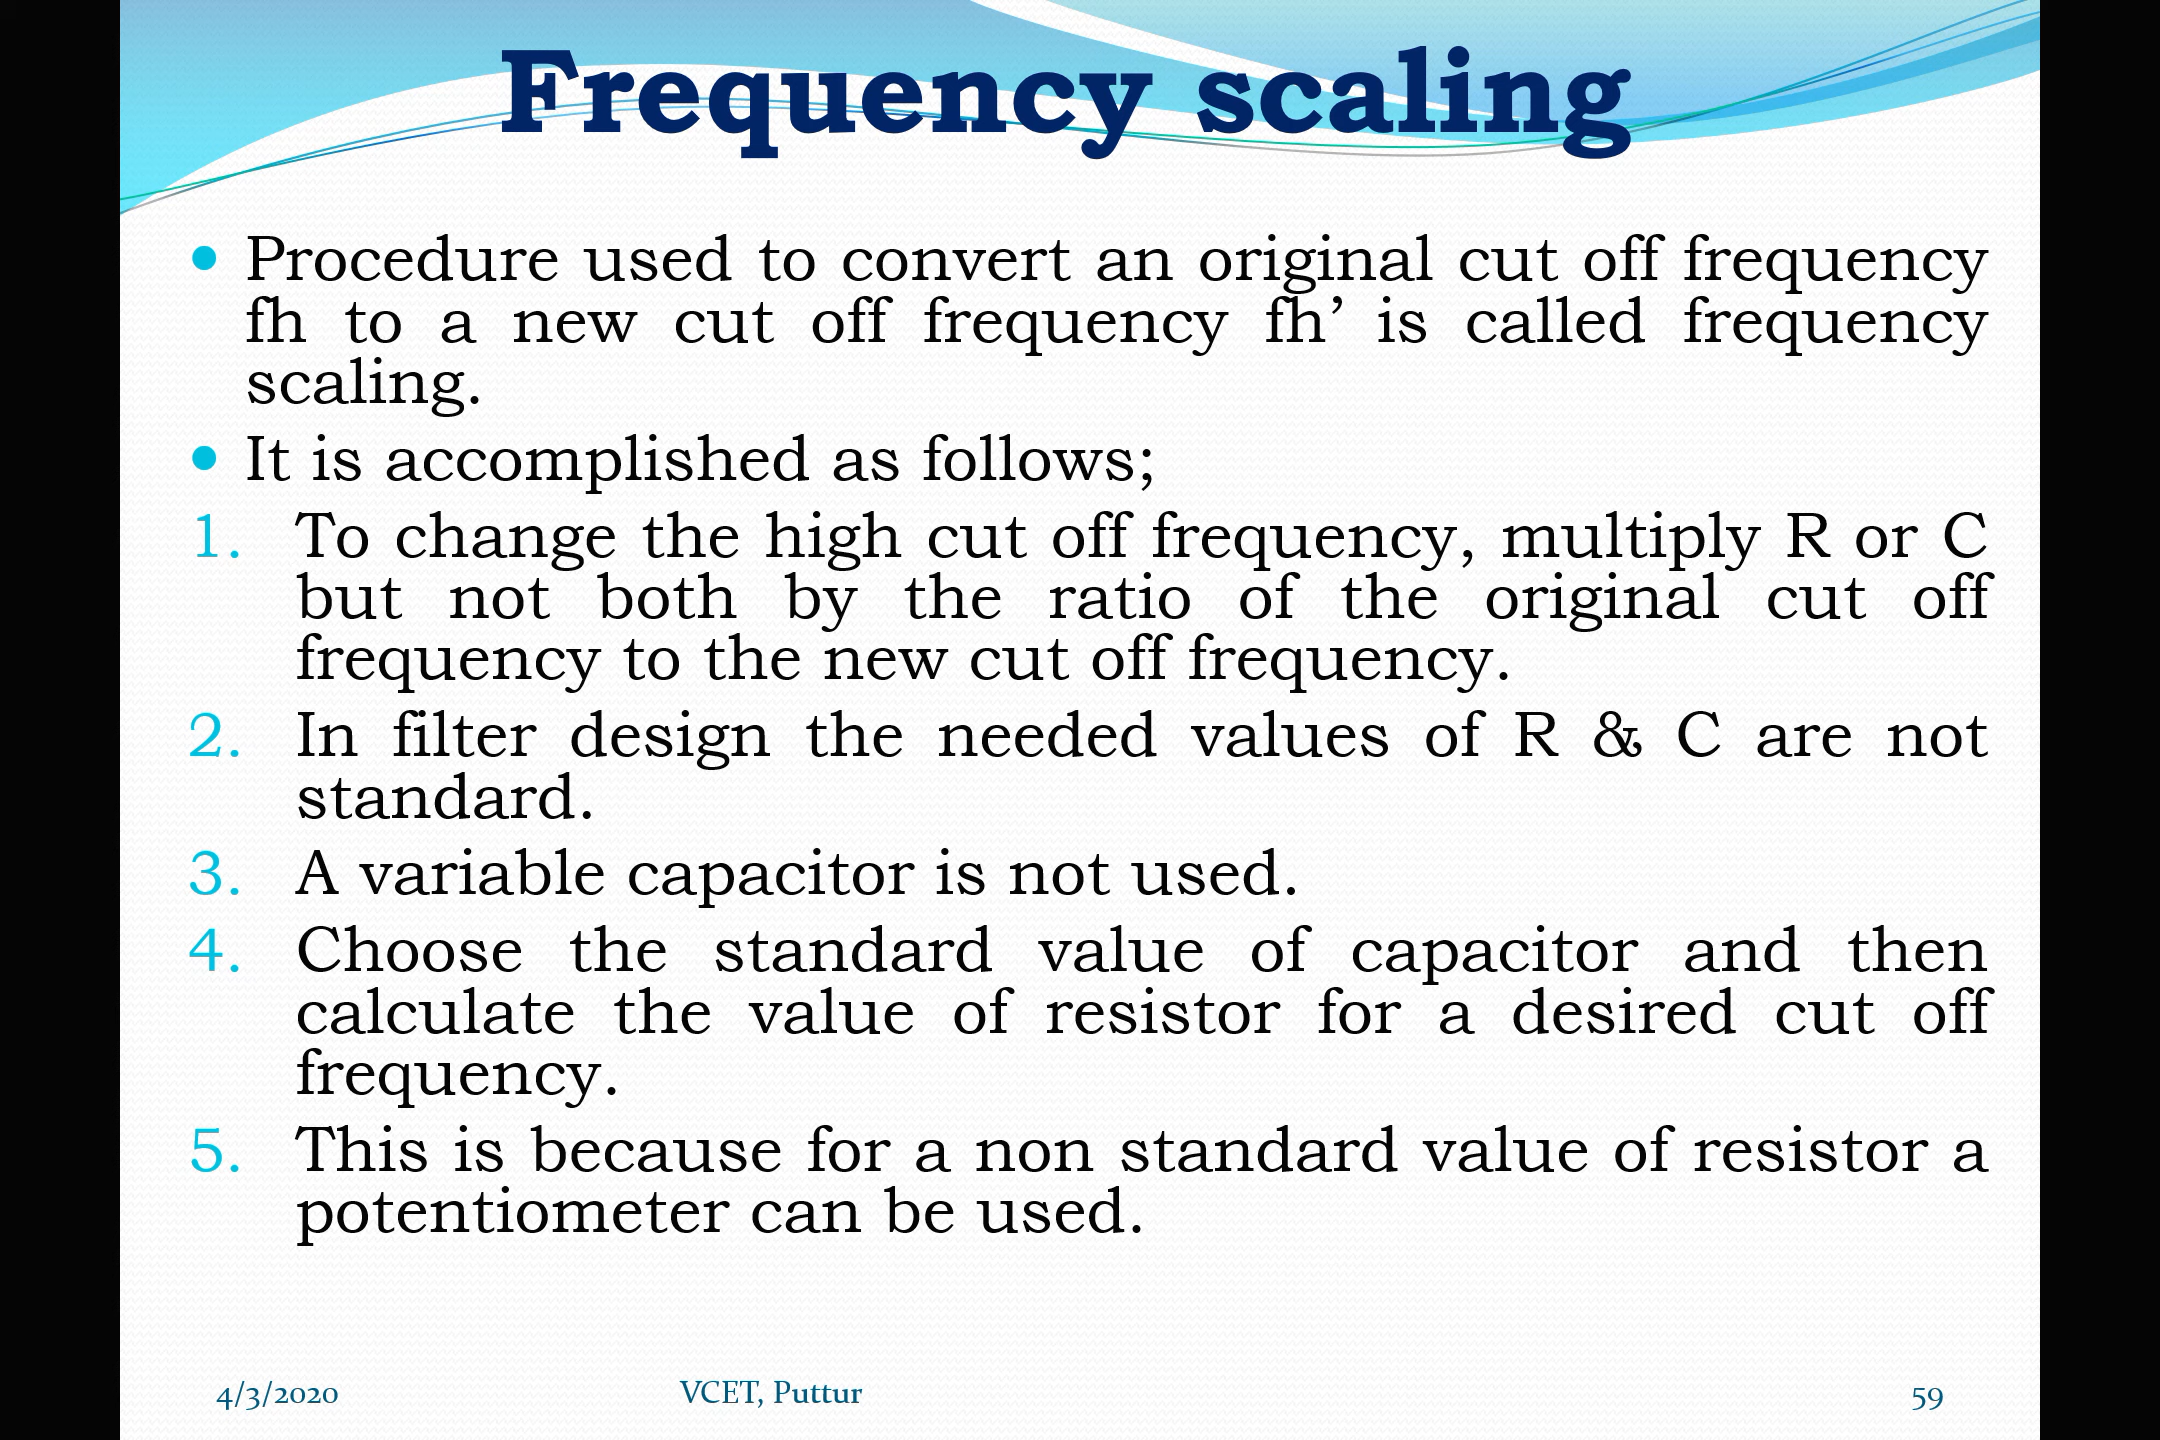 Frequency scaling
• Procedure used to convert an original cut off frequency
fh to a new cut off frequency fh’ is called frequency
scaling.
• It is accomplished as follows;
1. To change the high cut off frequency, multiply R or C
but not both by the ratio of the original cut off
frequency to the new cut off frequency.
2. In filter design the needed values of R & C are not
standard.
3. A variable capacitor is not used.
4. Choose the standard value of capacitor and then
calculate the value of resistor for a desired cut off
frequency.
5. This is because for a non standard value of resistor a
potentiometer can be used.
4/3/2020 VCET, Puttur 59